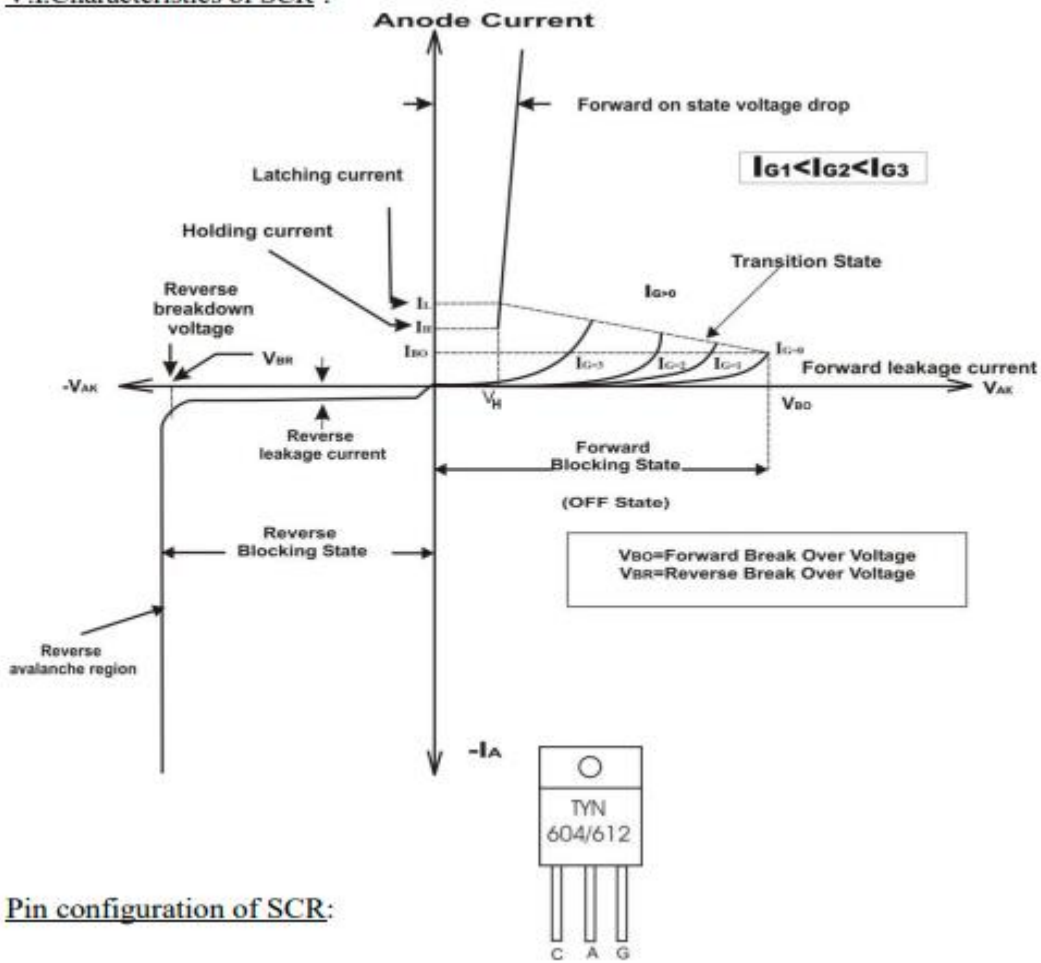 V.I.Characteristics of SCR :
Anode Current
Forward on state voltage drop
IG1<IG2<IG3
Latching current
Holding current
Transition State
IG>0
Reverse
breakdown
voltage
IL
IH
IBO
VBR
IG=3
IG=2
IG=1
IG=0
Forward leakage current
-VAK
VAK
VH
VBO
Reverse
leakage current
Forward
Blocking State
(OFF State)
Reverse
Blocking State
VBO=Forward Break Over Voltage
VBR=Reverse Break Over Voltage
Reverse
avalanche region
-IA
TYN
604/612
Pin configuration of SCR:
C A G